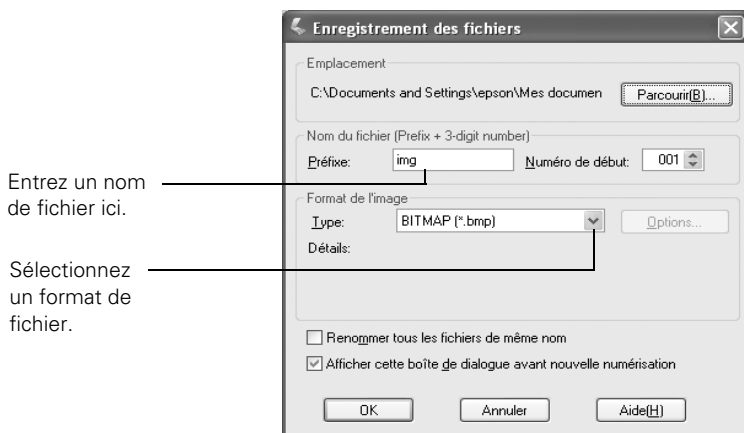 Enregistrement des fichiers
Emplacement
C:\Documents and Settings\epson\Mes documen Parcourir(B)...
Nom du fichier (Prefix + 3-digit number)
Préfixe: img Numéro de début: 001
Entrez un nom
de fichier ici.
Format de l'image
Type: BITMAP (*.bmp) Options...
Détails:
Sélectionnez
un format de
fichier.
Renommer tous les fichiers de même nom
Afficher cette boîte de dialogue avant nouvelle numérisation
OK Annuler Aide(H)